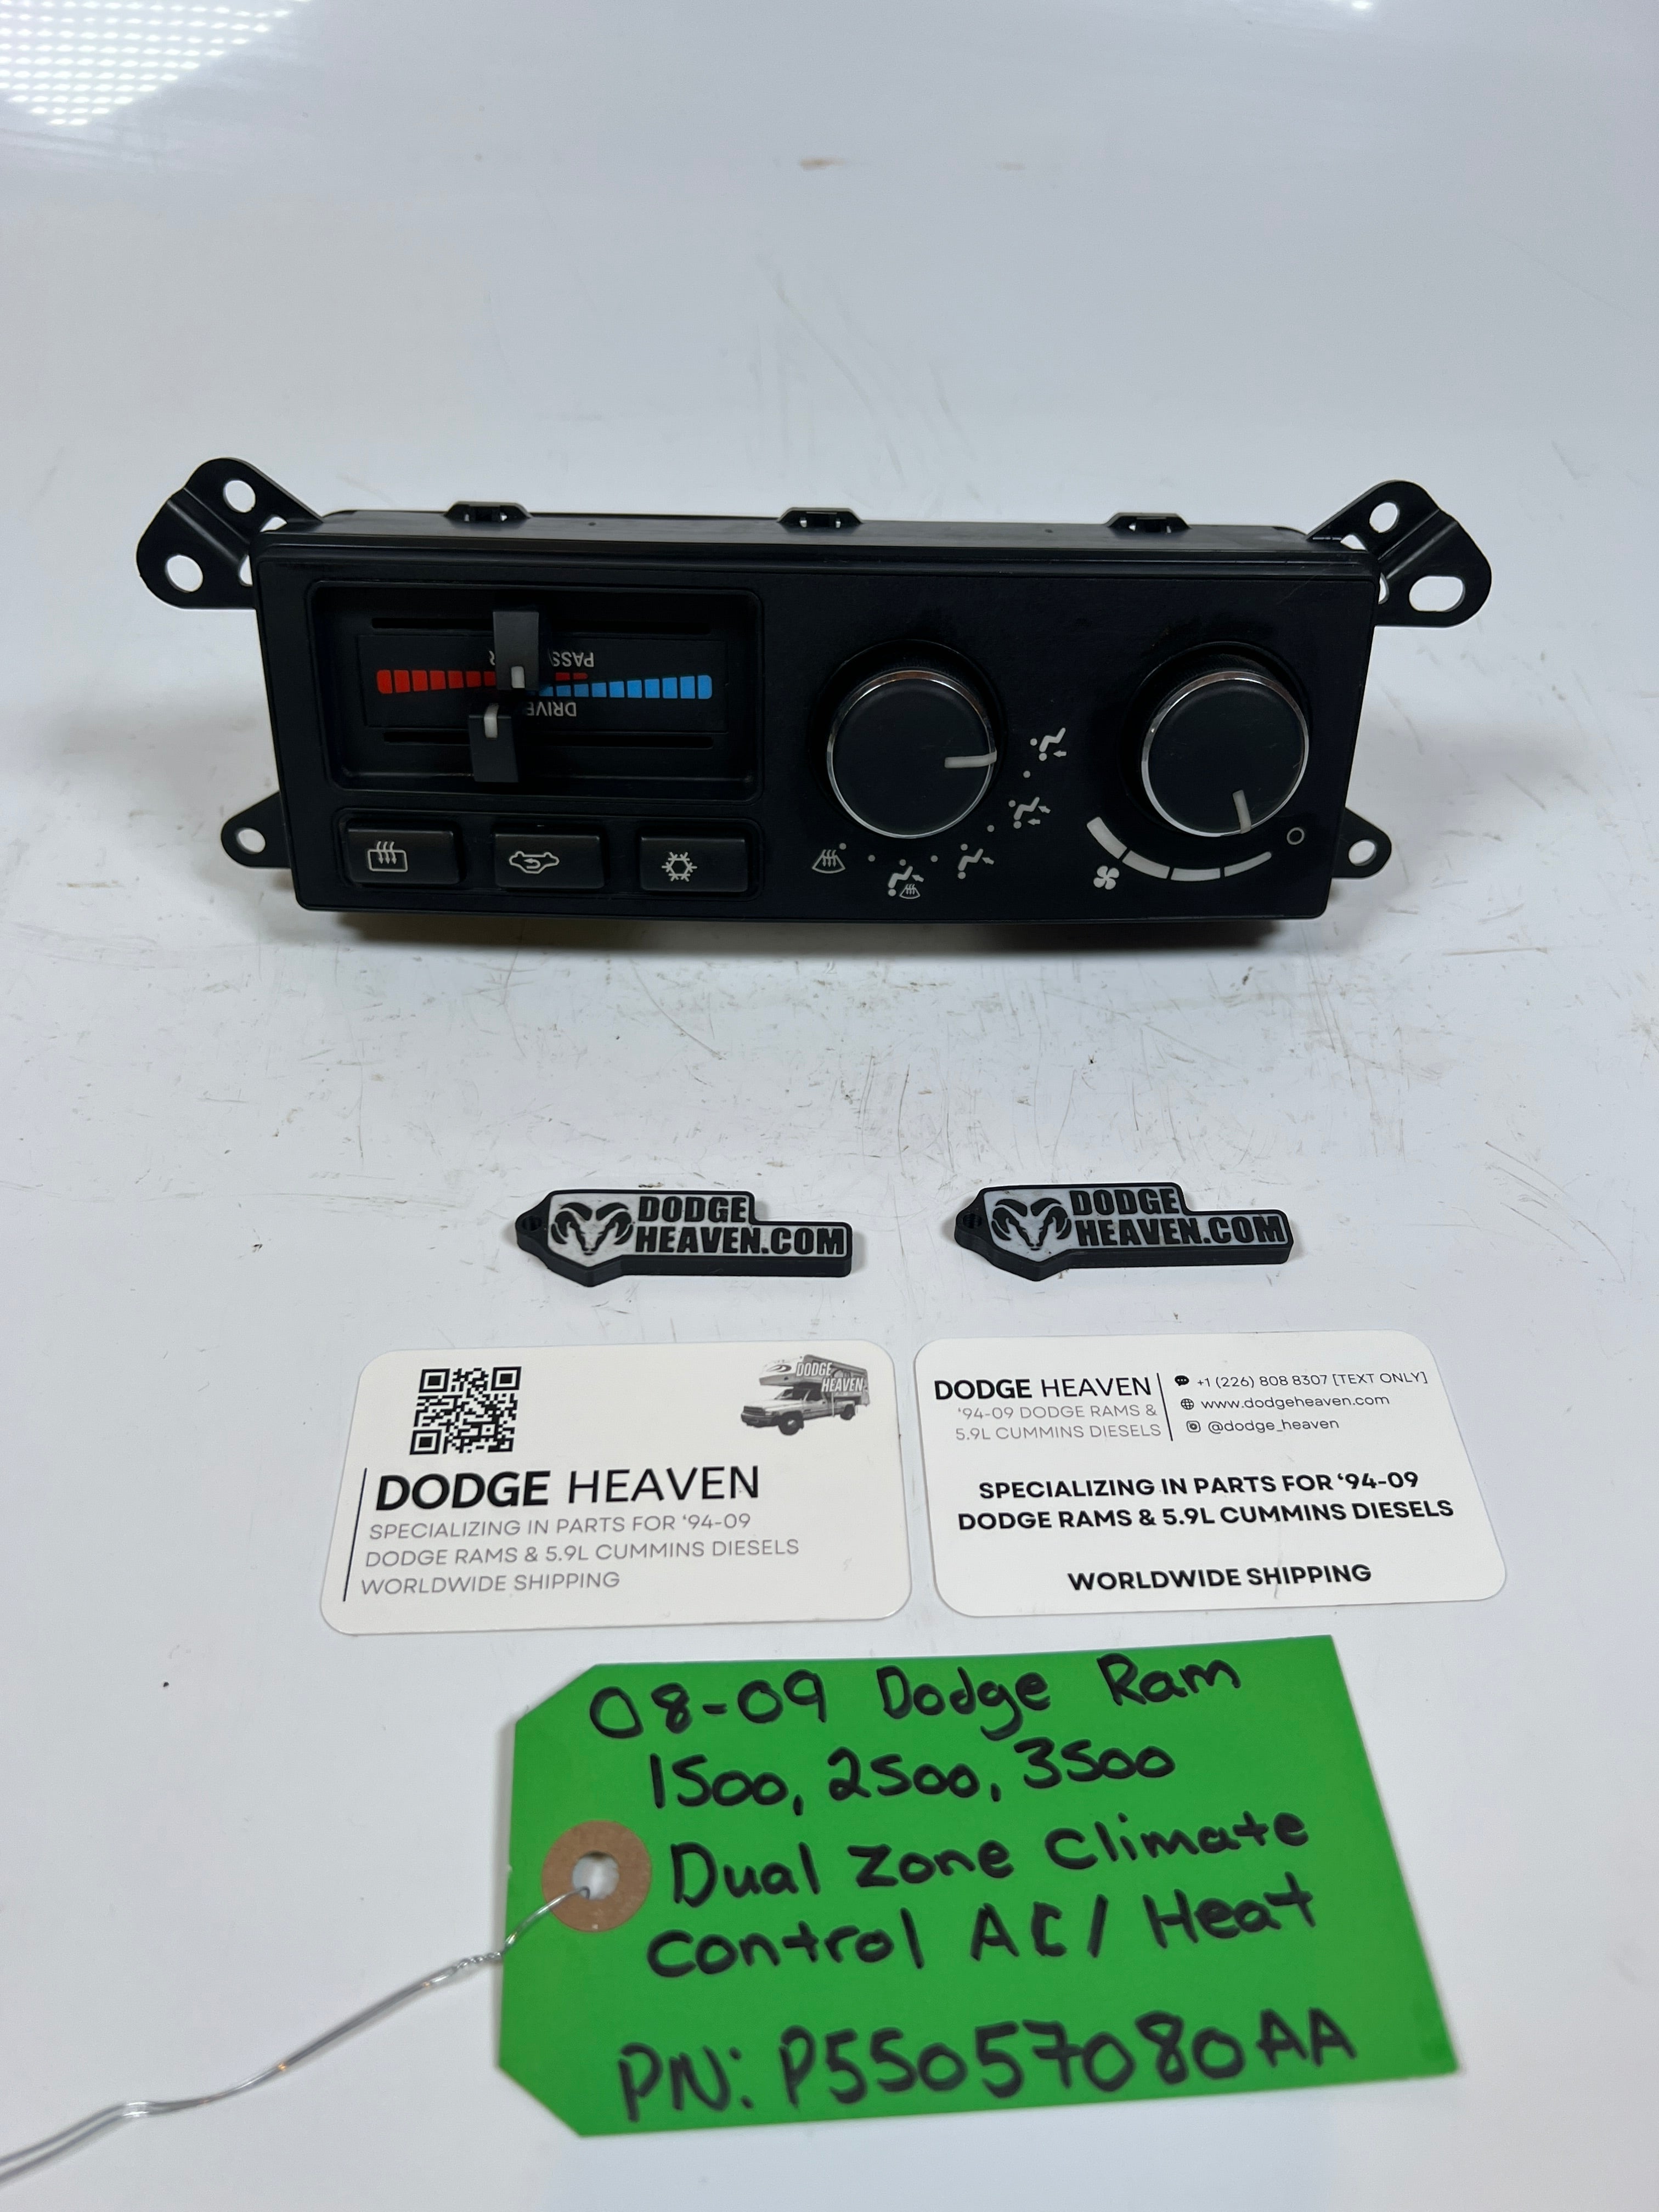 PASS
DRIVE
DODGE
HEAVEN.COM
DODGE
HEAVEN.COM
DODGE
HEAVEN
DODGE HEAVEN
SPECIALIZING IN PARTS FOR ‘94-09
DODGE RAMS & 5.9L CUMMINS DIESELS
WORLDWIDE SHIPPING
DODGE HEAVEN
‘94-09 DODGE RAMS &
5.9L CUMMINS DIESELS
+1 (226) 808 8307 [TEXT ONLY]
www.dodgeheaven.com
@dodge_heaven
SPECIALIZING IN PARTS FOR ‘94-09
DODGE RAMS & 5.9L CUMMINS DIESELS
WORLDWIDE SHIPPING
08-09 Dodge Ram
1500, 2500, 3500
Dual Zone Climate
Control AC/ Heat
PN: P55057080AA